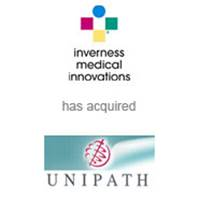 inverness
medical
innovations
has acquired
UNIPATH